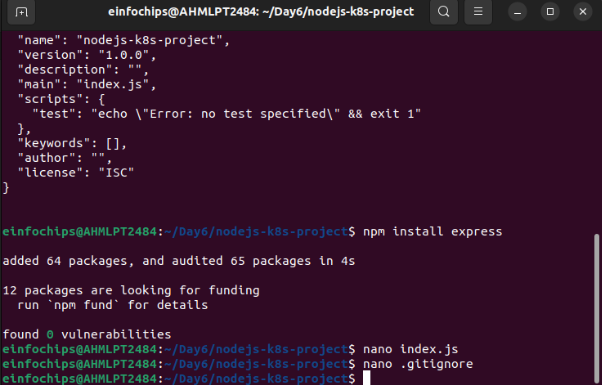 einfochips@AHMLPT2484: ~/Day6/nodejs-k8s-project
  "name": "nodejs-k8s-project",
  "version": "1.0.0",
  "description": "",
  "main": "index.js",
  "scripts": {
    "test": "echo \"Error: no test specified\" && exit 1"
  },
  "keywords": [],
  "author": "",
  "license": "ISC"
}
einfochips@AHMLPT2484:~/Day6/nodejs-k8s-project$ npm install express
added 64 packages, and audited 65 packages in 4s
12 packages are looking for funding
  run `npm fund` for details
found 0 vulnerabilities
einfochips@AHMLPT2484:~/Day6/nodejs-k8s-project$ nano index.js
einfochips@AHMLPT2484:~/Day6/nodejs-k8s-project$ nano .gitignore
einfochips@AHMLPT2484:~/Day6/nodejs-k8s-project$